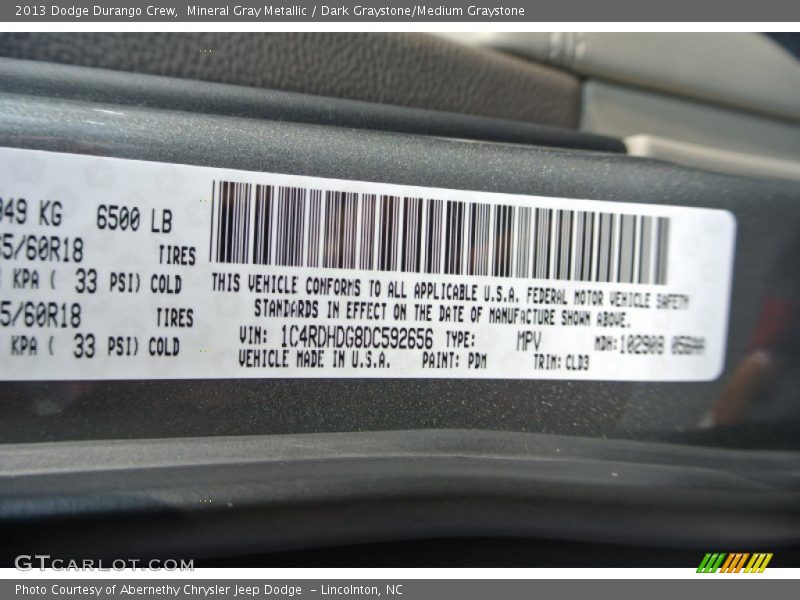 2013 Dodge Durango Crew,  Mineral Gray Metallic / Dark Graystone/Medium Graystone
49 KG 6500 LB
5/60R18 TIRES
KPA ( 33 PSI) COLD
5/60R18 TIRES
KPA ( 33 PSI) COLD
THIS VEHICLE CONFORMS TO ALL APPLICABLE U.S.A. FEDERAL MOTOR VEHICLE SAFETY
STANDARDS IN EFFECT ON THE DATE OF MANUFACTURE SHOWN ABOVE.
VIN: 1C4RDHDG8DC592656 TYPE: MPV MDH:
VEHICLE MADE IN U.S.A. PAINT: PDM TRIM: CLD3
GTCARLOT.COM
Photo Courtesy of Abernethy Chrysler Jeep Dodge  – Lincolnton, NC